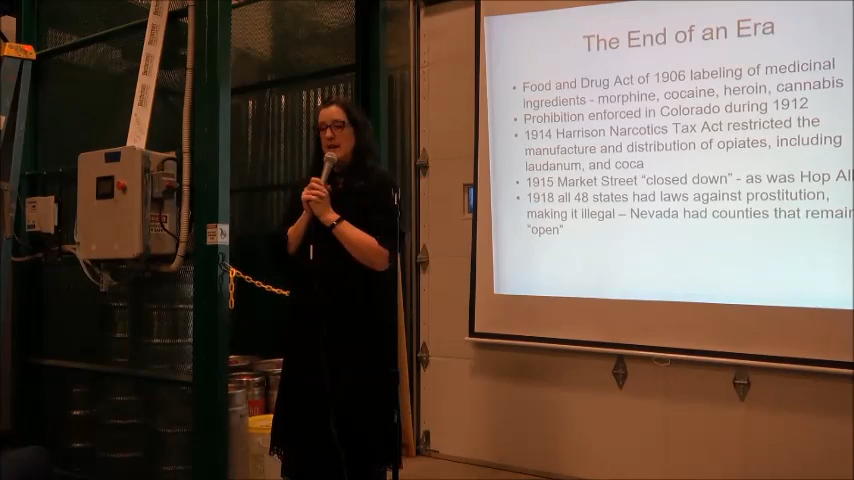 The End of an Era
• Food and Drug Act of 1906 labeling of medicinal
ingredients - morphine, cocaine, heroin, cannabis
• Prohibition enforced in Colorado during 1912
• 1914 Harrison Narcotics Tax Act restricted the
manufacture and distribution of opiates, including
laudanum, and coca
• 1915 Market Street "closed down" - as was Hop Al
• 1918 all 48 states had laws against prostitution,
making it illegal – Nevada had counties that remain
"open"